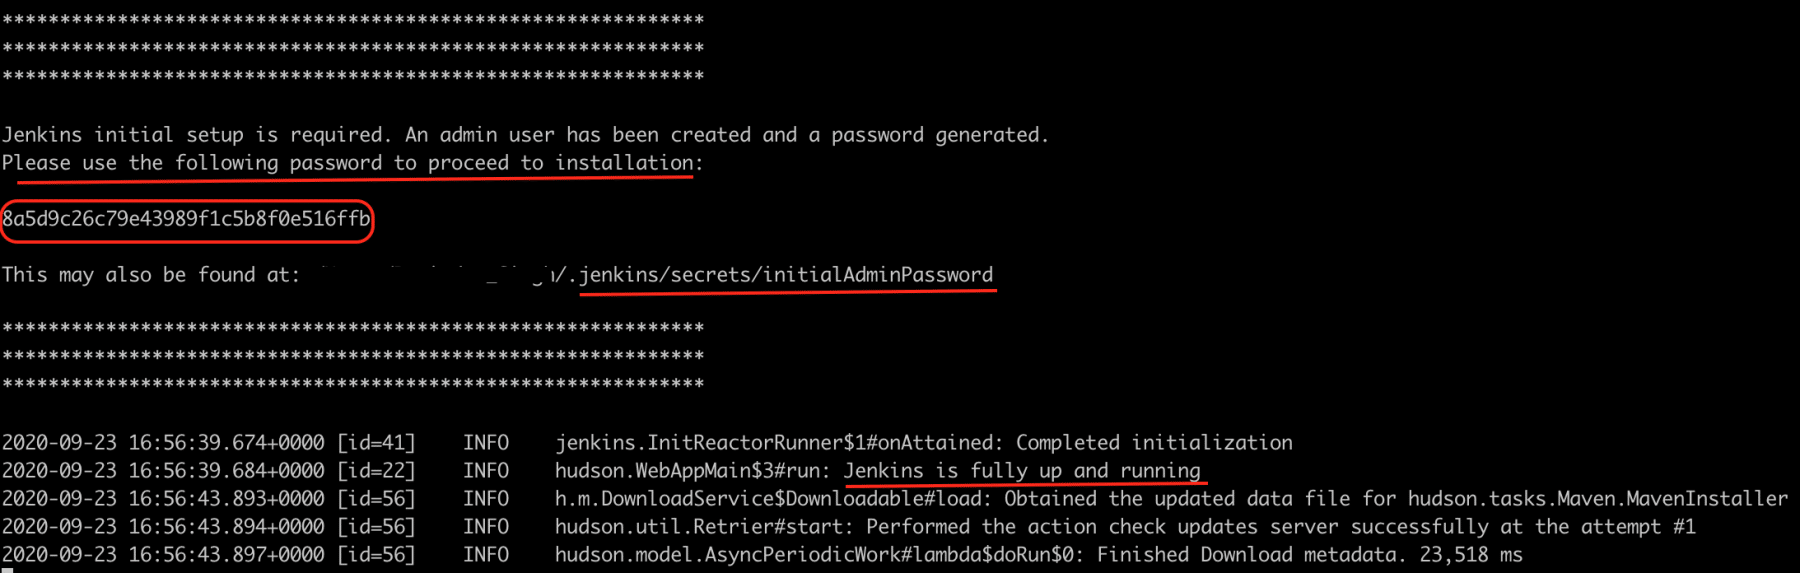 *************************************************************
*************************************************************
*************************************************************
Jenkins initial setup is required. An admin user has been created and a password generated.
Please use the following password to proceed to installation:
8a5d9c26c79e43989f1c5b8f0e516ffb
This may also be found at: /.jenkins/secrets/initialAdminPassword
*************************************************************
*************************************************************
*************************************************************
2020-09-23 16:56:39.674+0000 [id=41] INFO jenkins.InitReactorRunner$1#onAttained: Completed initialization
2020-09-23 16:56:39.684+0000 [id=22] INFO hudson.WebAppMain$3#run: Jenkins is fully up and running
2020-09-23 16:56:43.893+0000 [id=56] INFO h.m.DownloadService$Downloadable#load: Obtained the updated data file for hudson.tasks.Maven.MavenInstaller
2020-09-23 16:56:43.894+0000 [id=56] INFO hudson.util.Retrier#start: Performed the action check updates server successfully at the attempt #1
2020-09-23 16:56:43.897+0000 [id=56] INFO hudson.model.AsyncPeriodicWork#lambda$doRun$0: Finished Download metadata. 23,518 ms